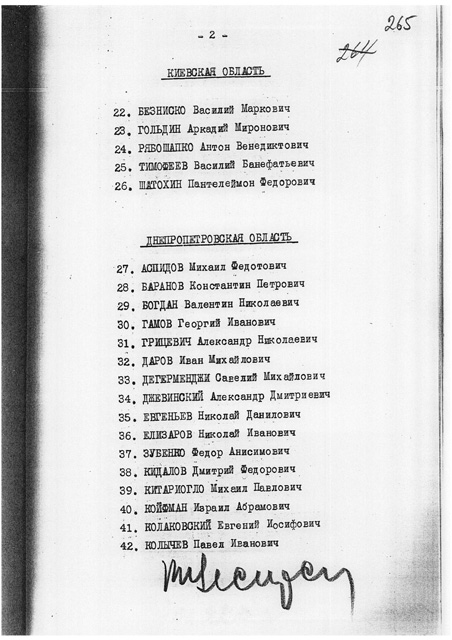 265
264
- 2 -
КИЕВСКАЯ ОБЛАСТЬ
22. БЕЗНИСКО Василий Маркович
23. ГОЛЬДИН Аркадий Миронович
24. РЯБОШАПКО Антон Венедиктович
25. ТИМОФЕЕВ Василий Банефатьевич
26. ШАТОХИН Пантелеймон Федорович
ДНЕПРОПЕТРОВСКАЯ ОБЛАСТЬ
27. АСПИДОВ Михаил Федотович
28. БАРАНОВ Константин Петрович
29. БОГДАН Валентин Николаевич
30. ГАМОВ Георгий Иванович
31. ГРИЦЕВИЧ Александр Николаевич
32. ДАРОВ Иван Михайлович
33. ДЕГЕРМЕНДЖИ Савелий Михайлович
34. ДЖЕВИНСКИЙ Александр Дмитриевич
35. ЕВГЕНЬЕВ Николай Данилович
36. ЕЛИЗАРОВ Николай Иванович
37. ЗУБЕНКО Федор Анисимович
38. КИДАЛОВ Дмитрий Федорович
39. КИТАРИОГЛО Михаил Павлович
40. КОЙФМАН Израил Абрамович
41. КОЛАКОВСКИЙ Евгений Иосифович
42. КОЛЫЧЕВ Павел Иванович